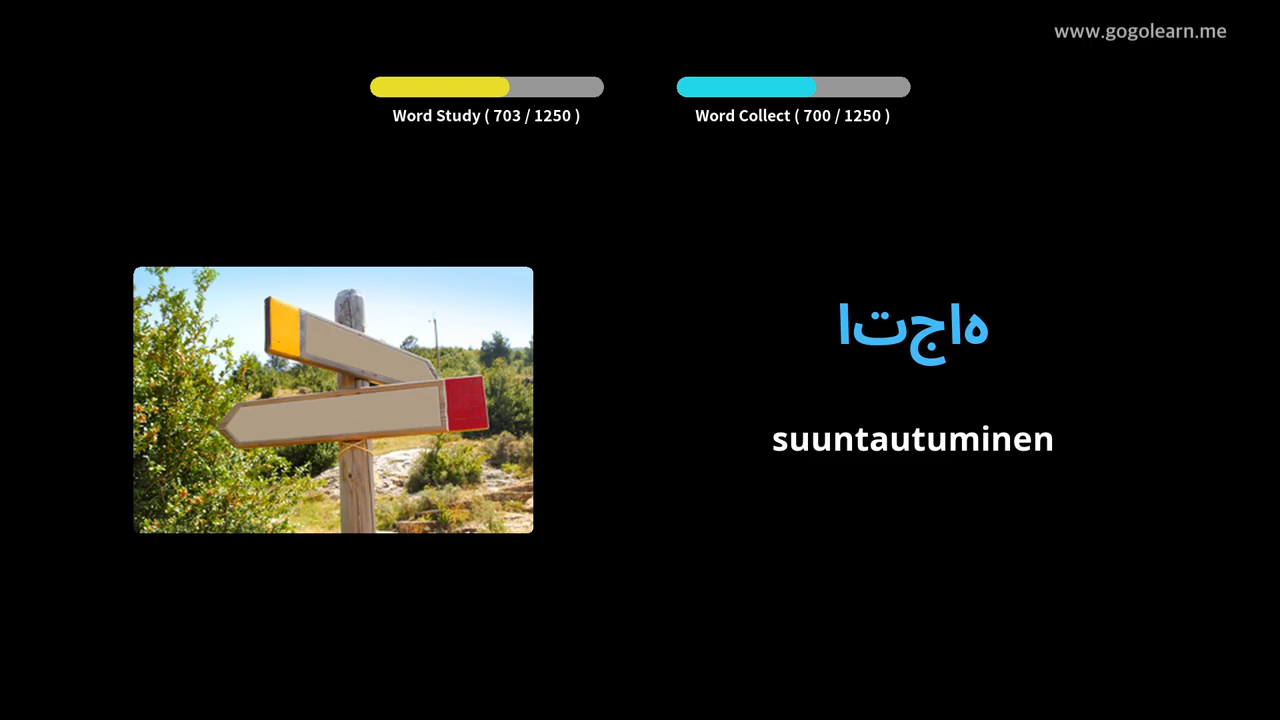 www.gogolearn.me
Word Study ( 703 / 1250 )
Word Collect ( 700 / 1250 )
اتجاه
suuntautuminen